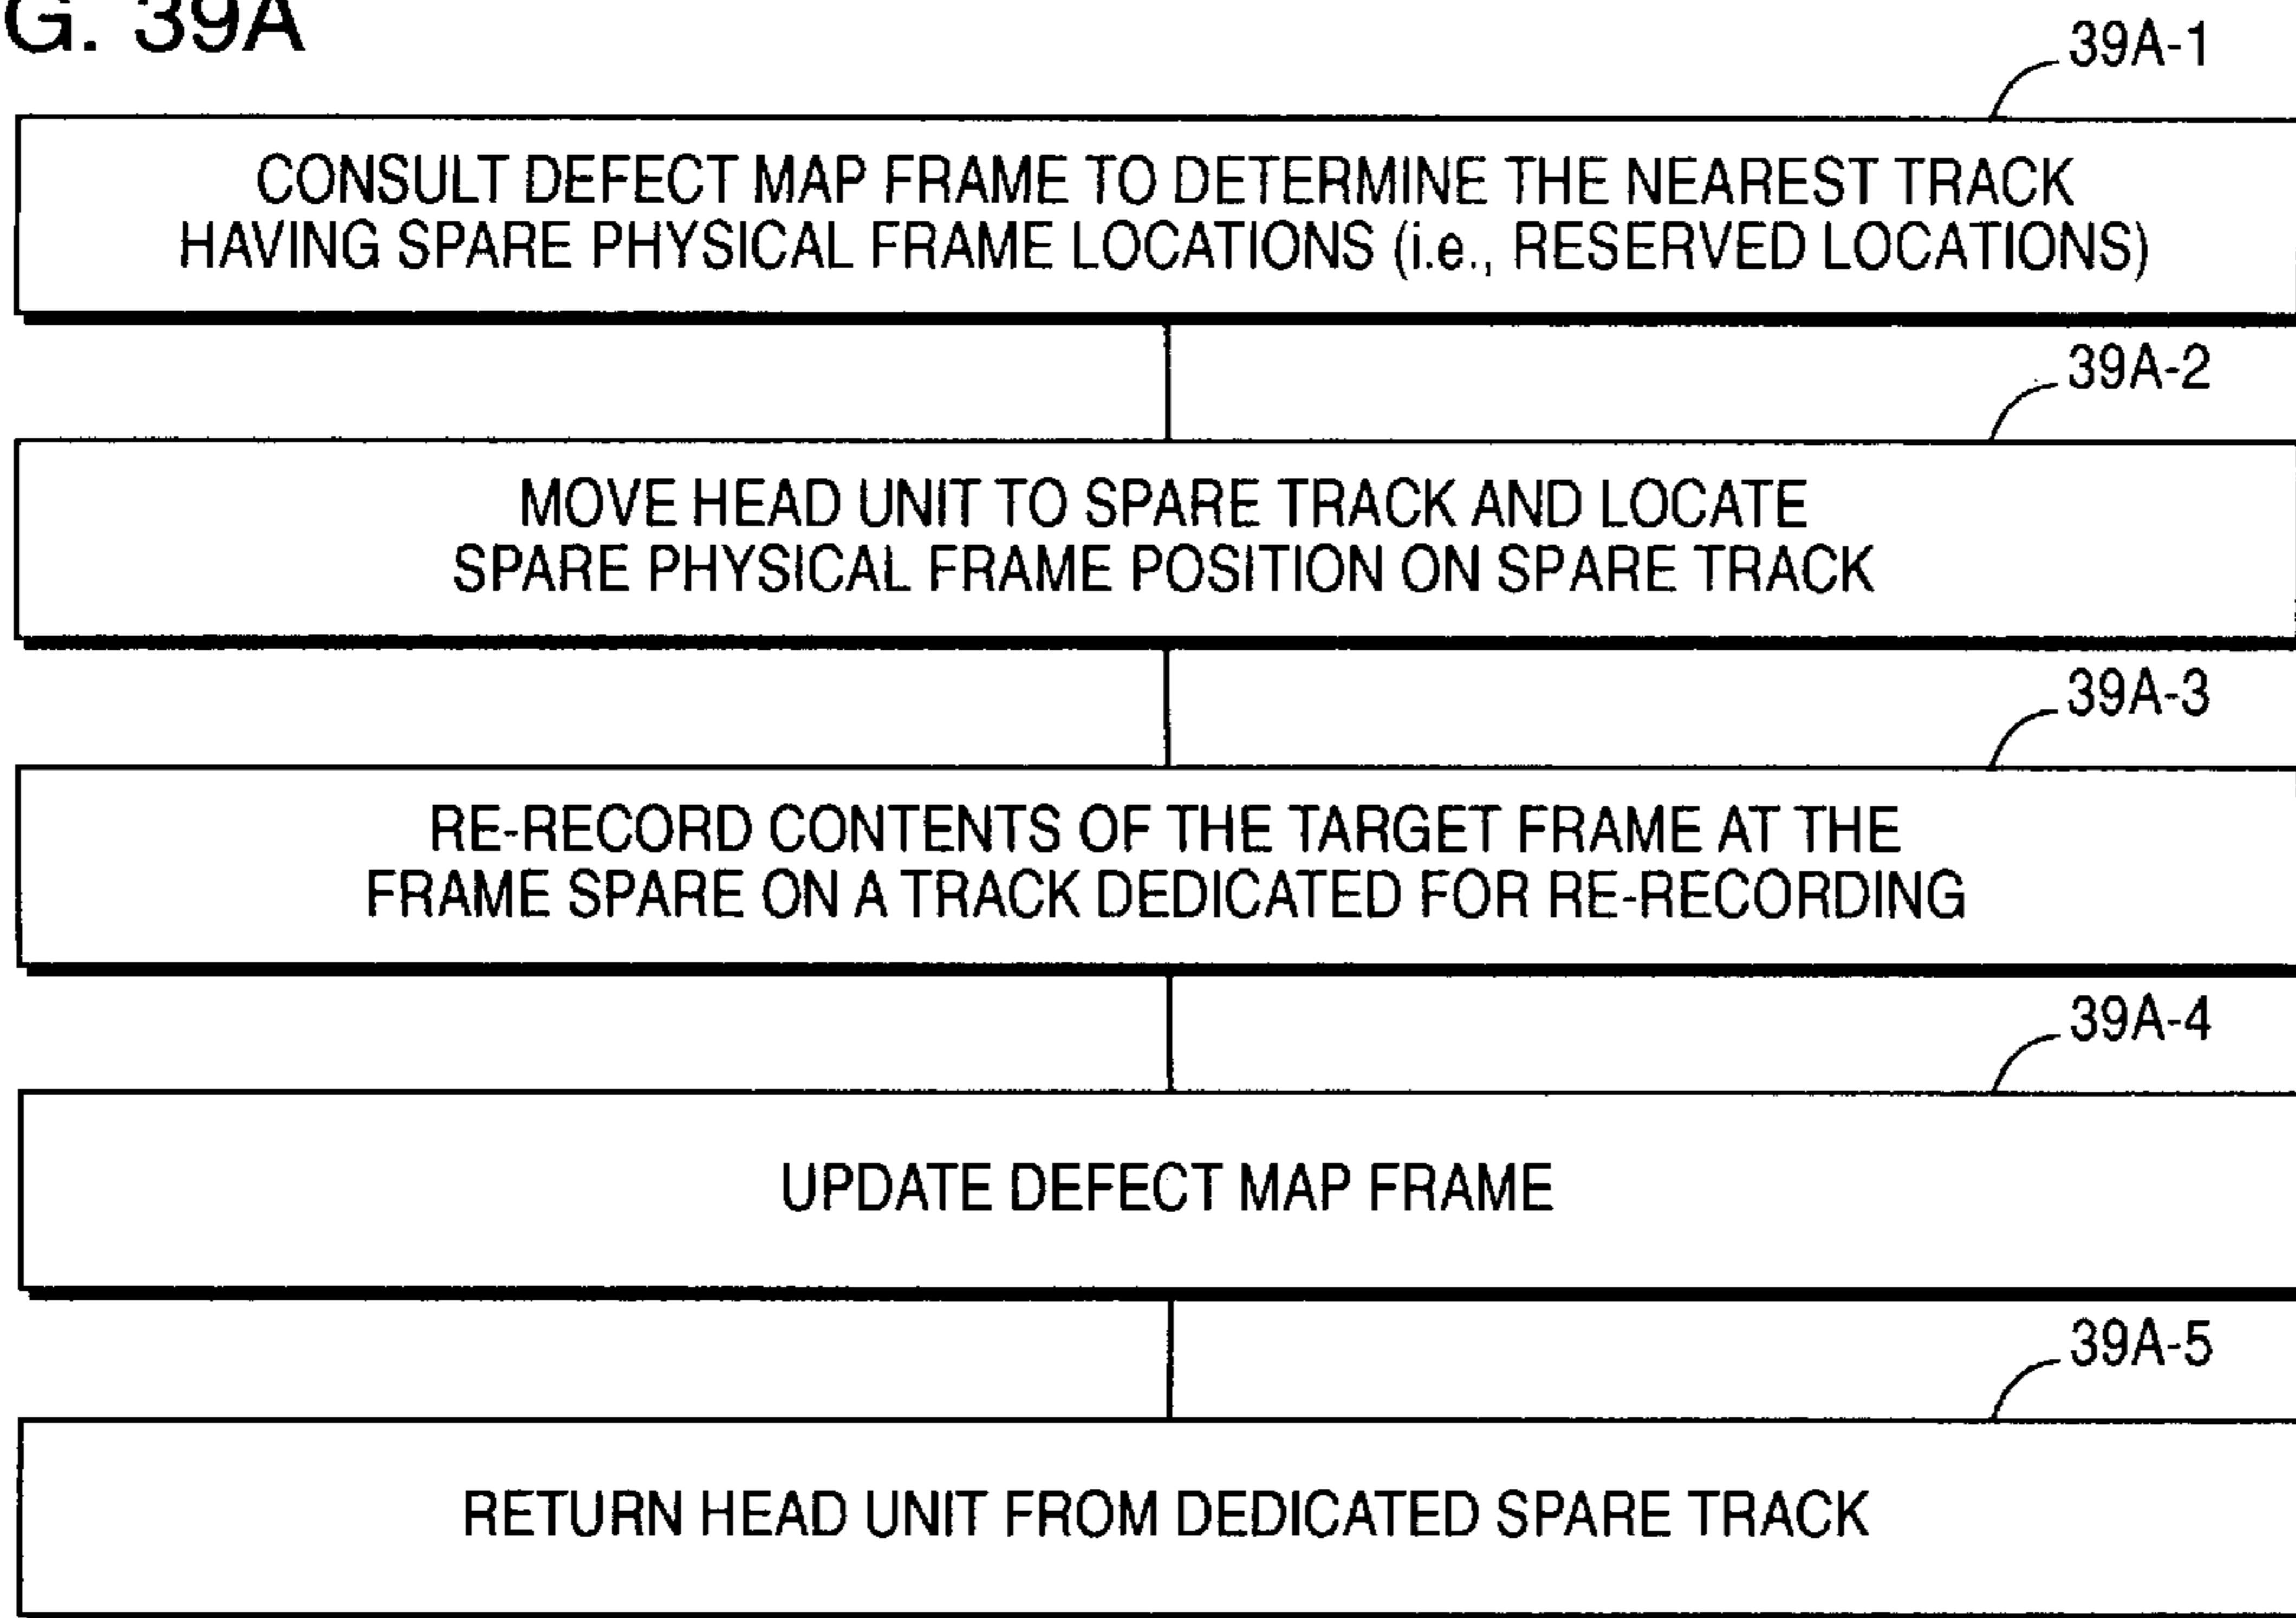 G. 39A
39A-1
CONSULT DEFECT MAP FRAME TO DETERMINE THE NEAREST TRACK
HAVING SPARE PHYSICAL FRAME LOCATIONS (i.e., RESERVED LOCATIONS)
39A-2
MOVE HEAD UNIT TO SPARE TRACK AND LOCATE
SPARE PHYSICAL FRAME POSITION ON SPARE TRACK
39A-3
RE-RECORD CONTENTS OF THE TARGET FRAME AT THE
FRAME SPARE ON A TRACK DEDICATED FOR RE-RECORDING
39A-4
UPDATE DEFECT MAP FRAME
39A-5
RETURN HEAD UNIT FROM DEDICATED SPARE TRACK